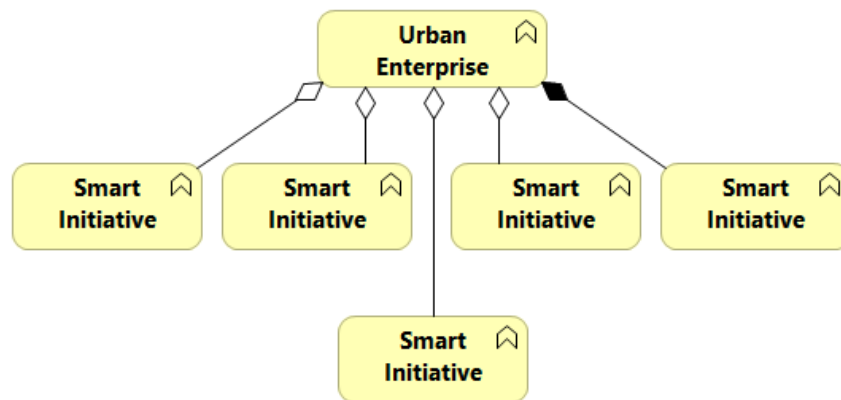 Urban
Enterprise
Smart
Initiative
Smart
Initiative
Smart
Initiative
Smart
Initiative
Smart
Initiative